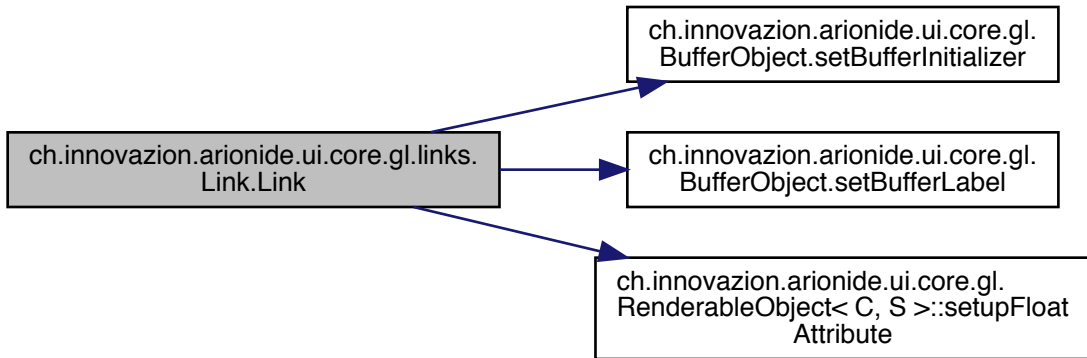 ch.innovazion.arionide.ui.core.gl.links.
Link.Link
ch.innovazion.arionide.ui.core.gl.
BufferObject.setBufferInitializer
ch.innovazion.arionide.ui.core.gl.
BufferObject.setBufferLabel
ch.innovazion.arionide.ui.core.gl.
RenderableObject< C, S >::setupFloat
Attribute